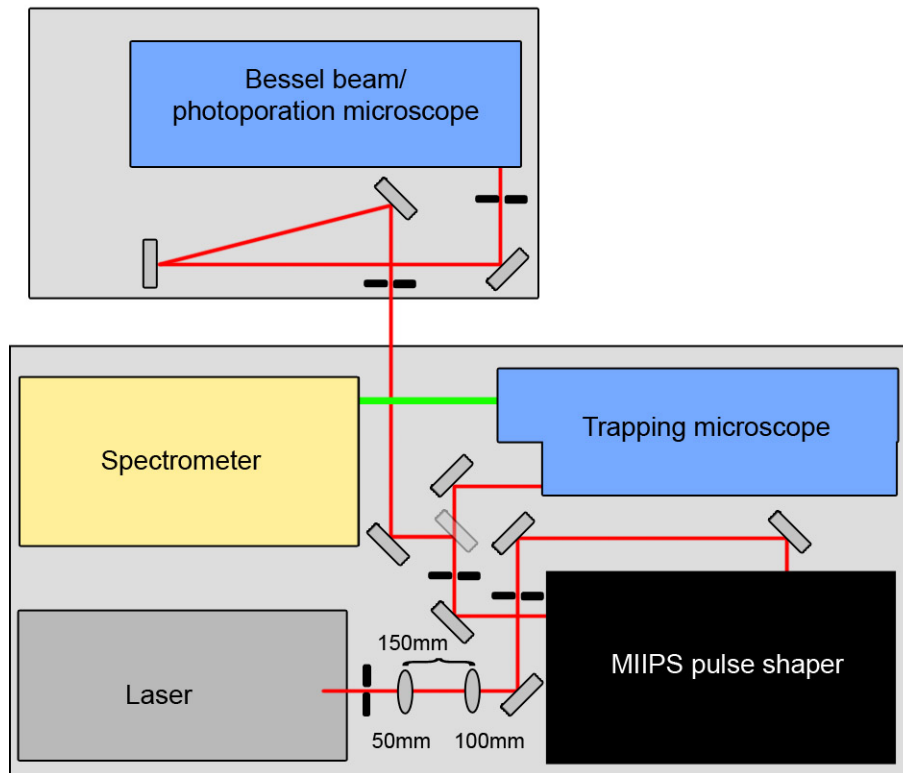 Bessel beam/
photoporation microscope
Spectrometer
Trapping microscope
150mm
MIIPS pulse shaper
Laser
50mm
100mm